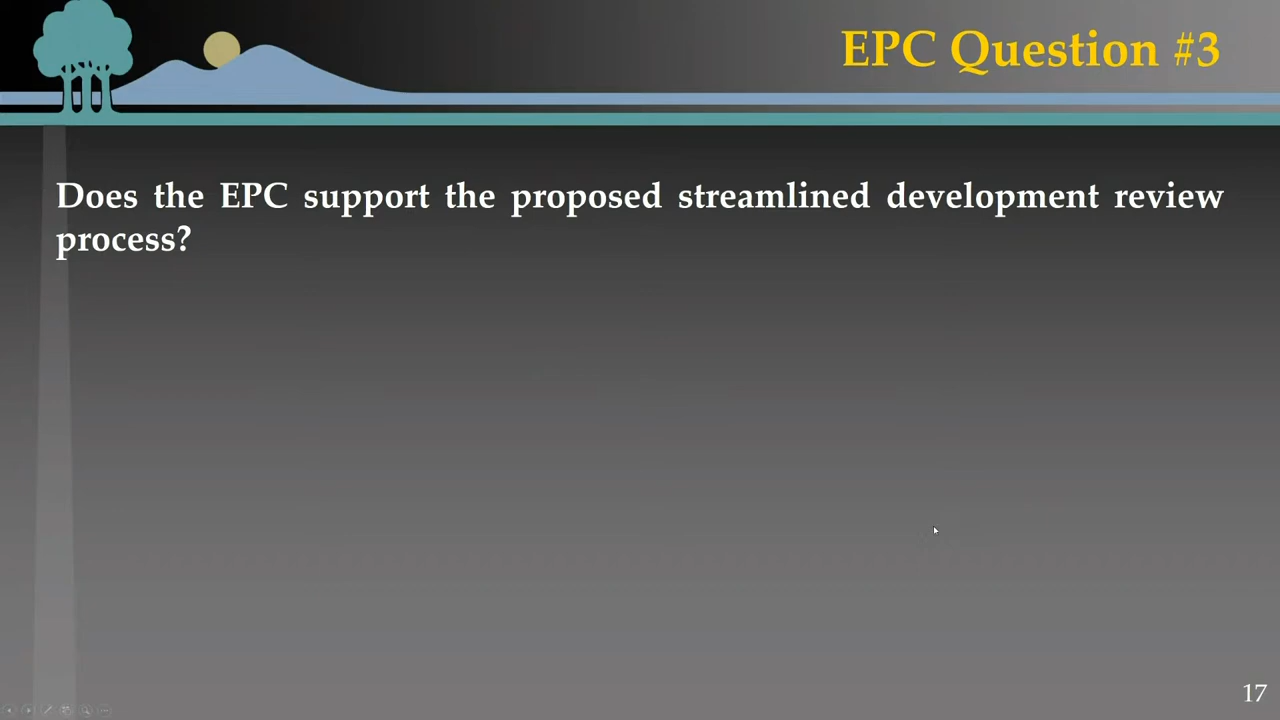 EPC Question #3
Does the EPC support the proposed streamlined development review
process?
17